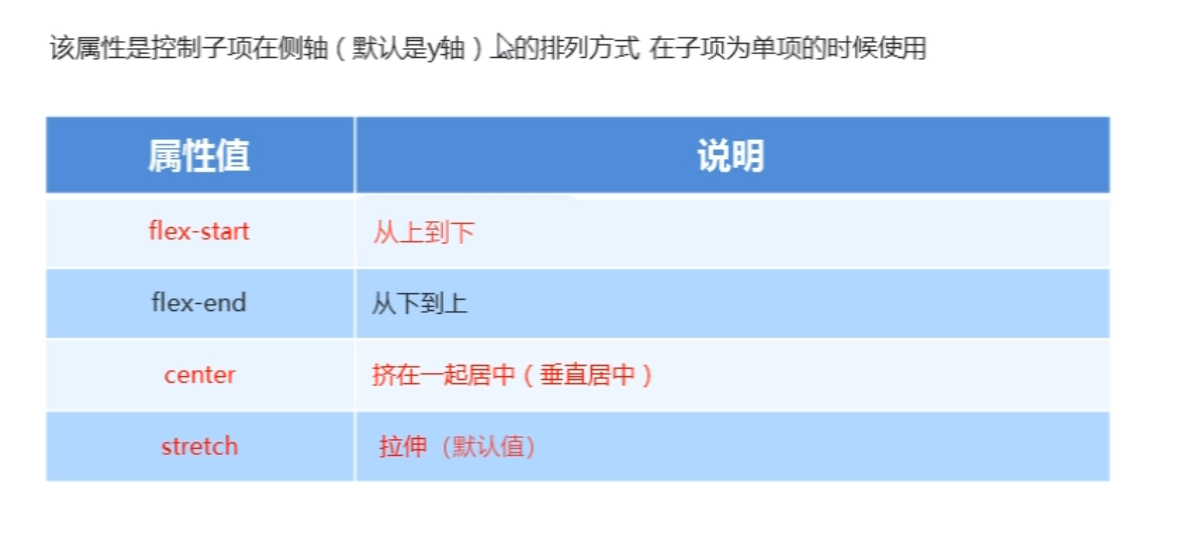 该属性是控制子项在侧轴（默认是y轴）上的排列方式 在子项为单项的时候使用
属性值 说明
flex-start 从上到下
flex-end 从下到上
center 挤在一起居中（垂直居中）
stretch 拉伸（默认值）